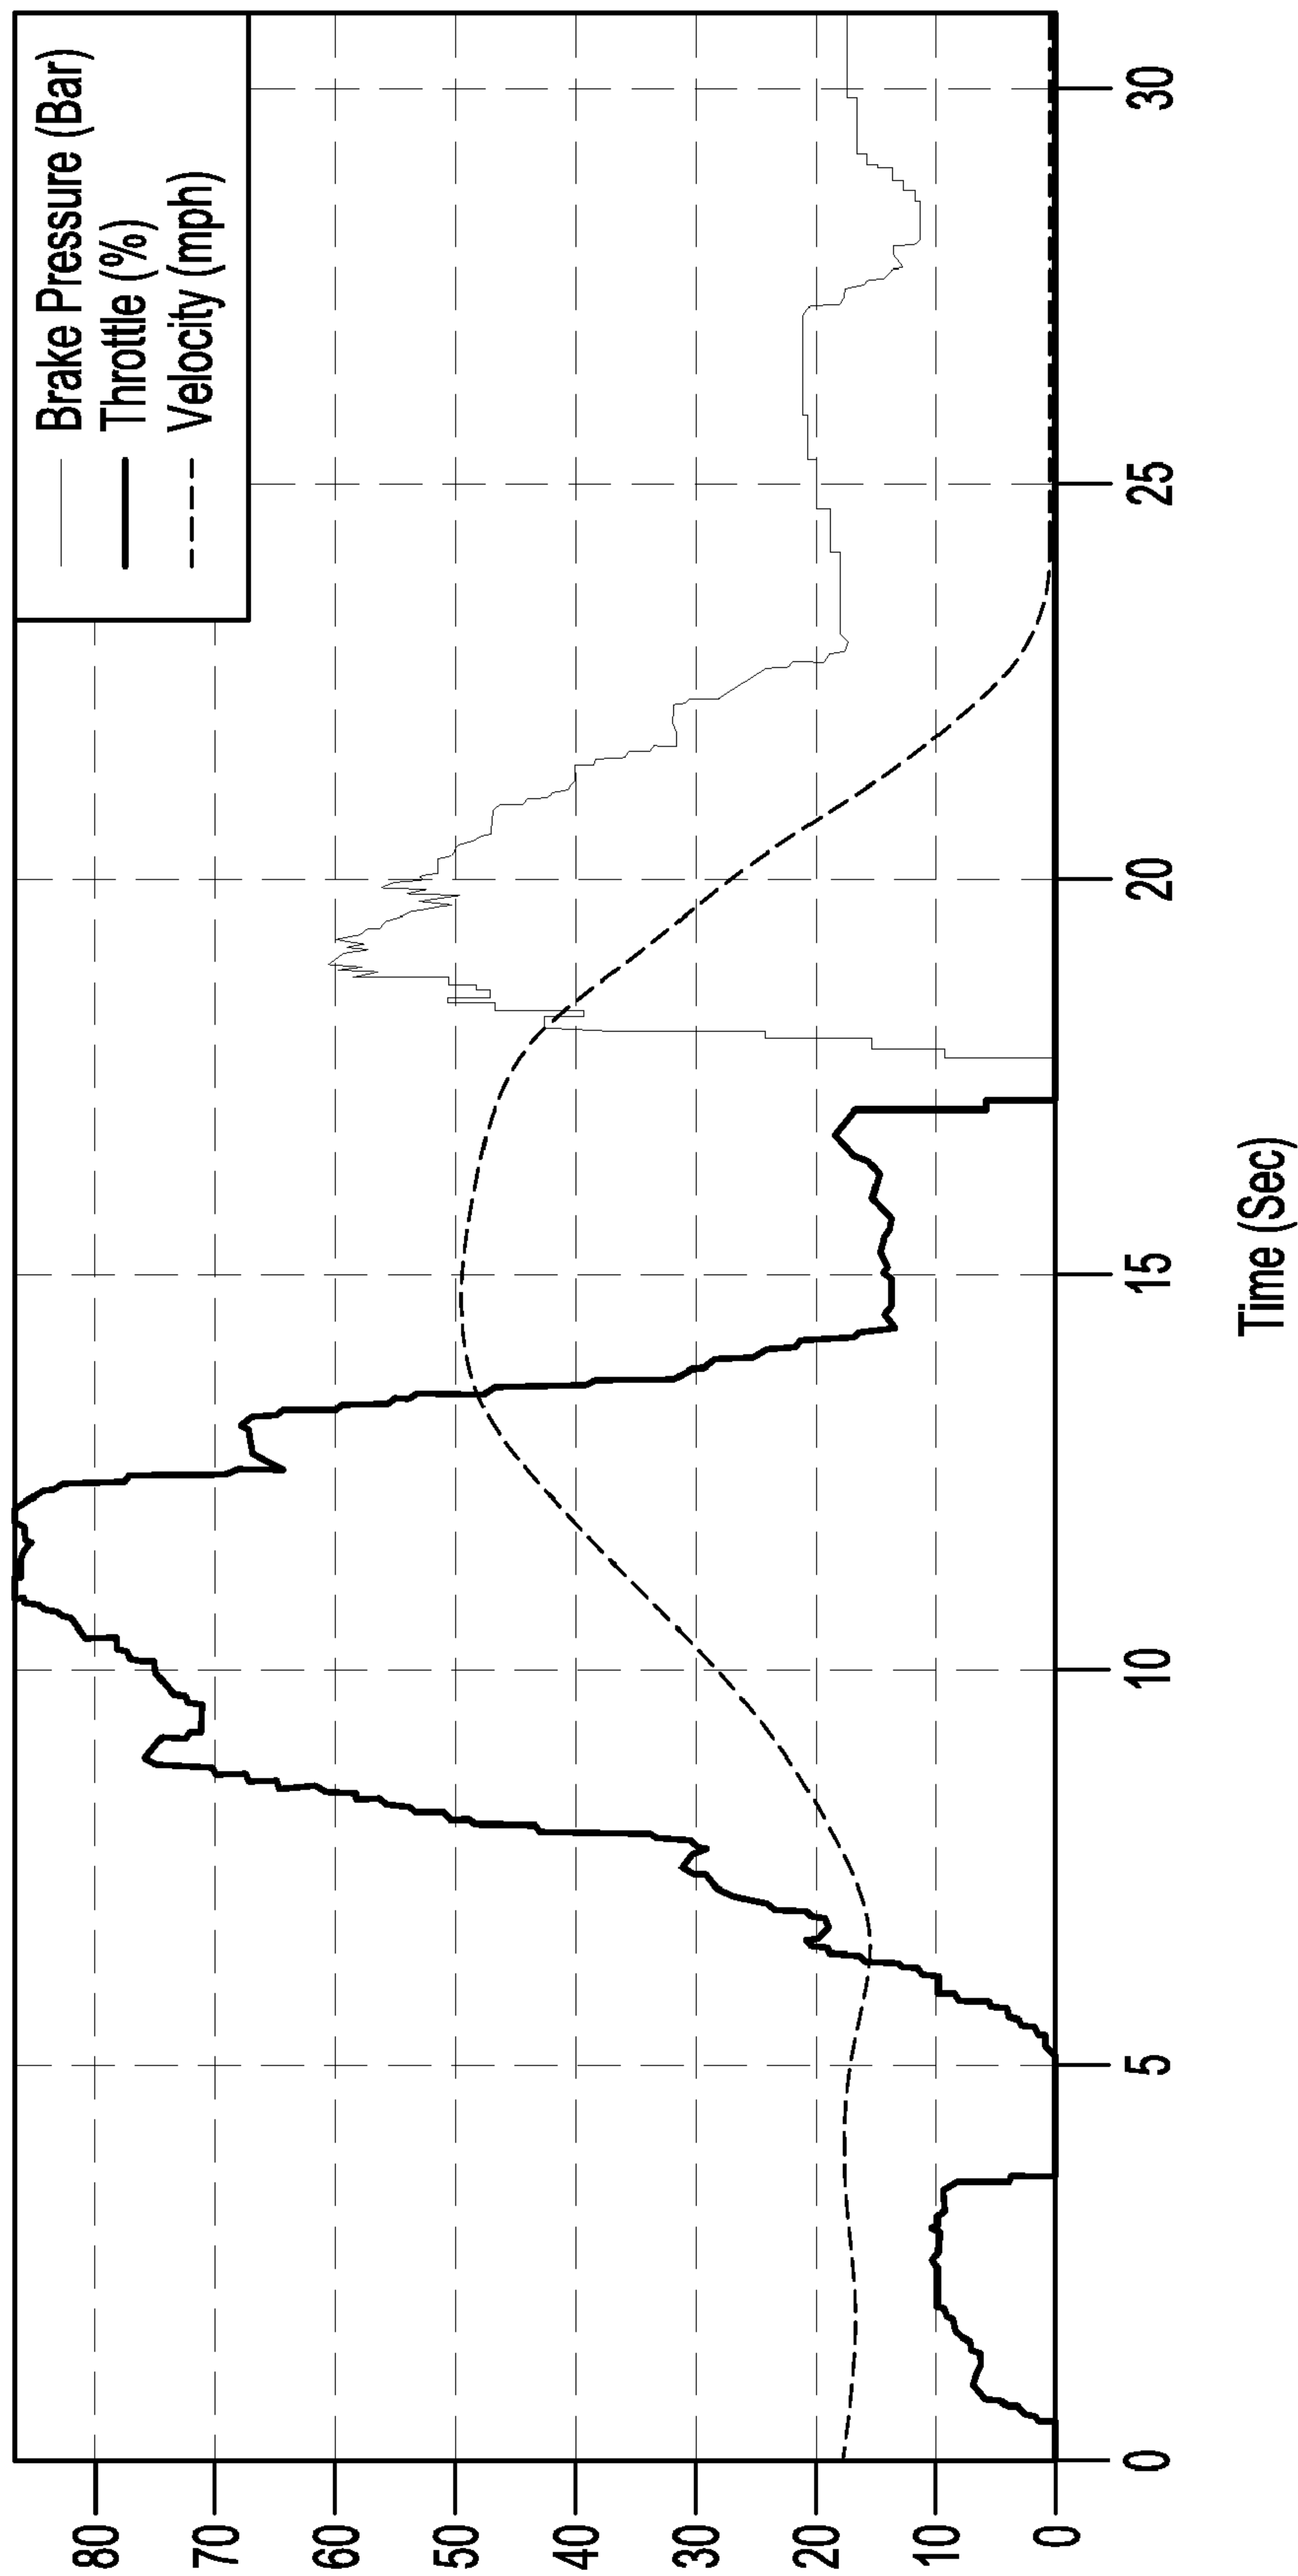 Brake Pressure (Bar)
Throttle (%)
Velocity (mph)
80
70
60
50
40
30
20
10
0
0 5 10 15 20 25 30
Time (Sec)